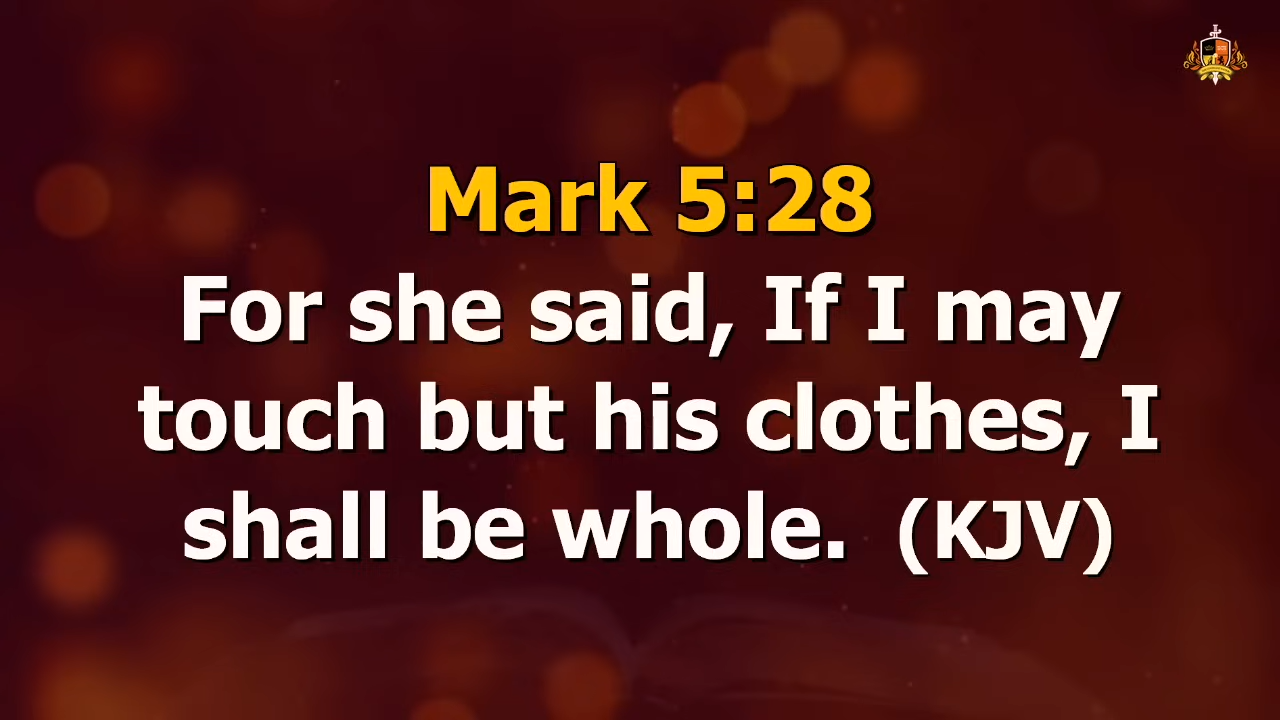 Mark 5:28
For she said, If I may
touch but his clothes, I
shall be whole.  (KJV)